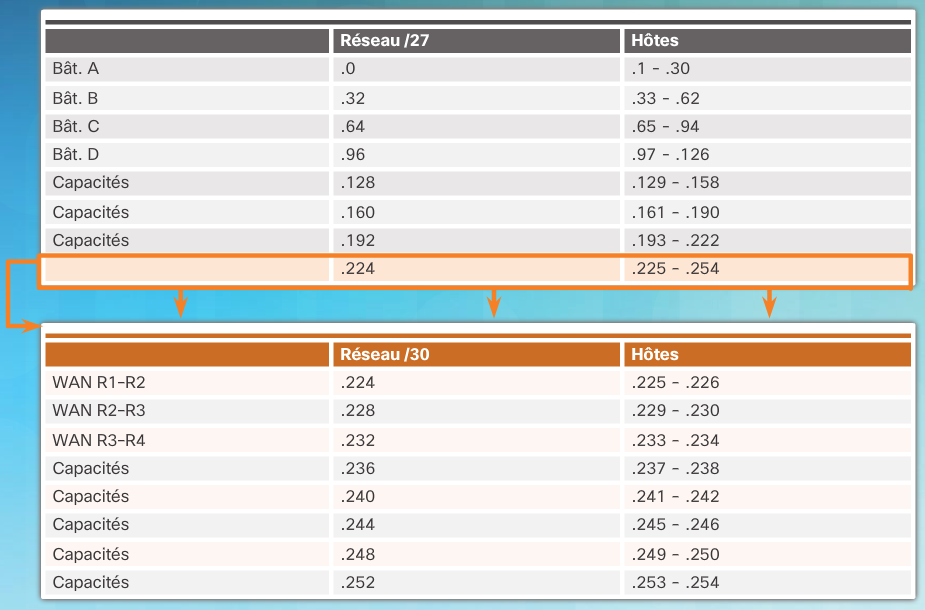 Réseau /27 Hôtes
Bât. A .0 .1 - .30
Bât. B .32 .33 - .62
Bât. C .64 .65 - .94
Bât. D .96 .97 - .126
Capacités .128 .129 - .158
Capacités .160 .161 - .190
Capacités .192 .193 - .222
.224 .225 - .254
Réseau /30 Hôtes
WAN R1-R2 .224 .225 - .226
WAN R2-R3 .228 .229 - .230
WAN R3-R4 .232 .233 - .234
Capacités .236 .237 - .238
Capacités .240 .241 - .242
Capacités .244 .245 - .246
Capacités .248 .249 - .250
Capacités .252 .253 - .254